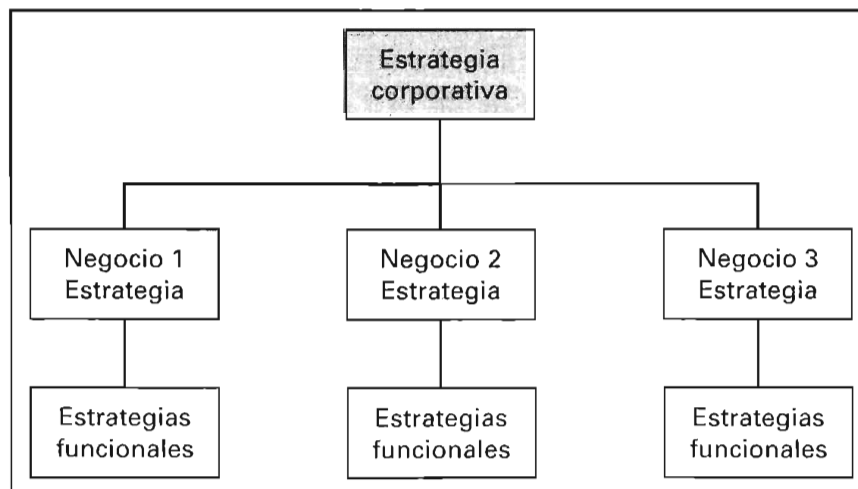 Estrategia
corporativa
Negocio 1
Estrategia
Negocio 2
Estrategia
Negocio 3
Estrategia
Estrategias
funcionales
Estrategias
funcionales
Estrategias
funcionales